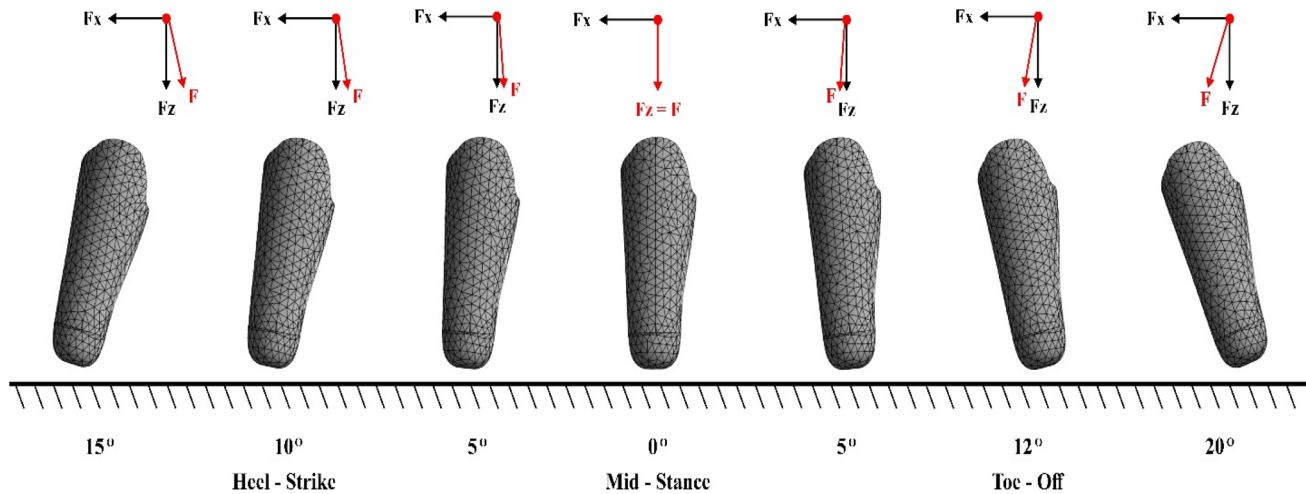 Fx Fx Fx Fx Fx Fx Fx
F F F F F F
Fz Fz Fz Fz = F Fz Fz Fz
15° 10° 5° 0° 5° 12° 20°
Heel - Strike Mid - Stance Toe - Off